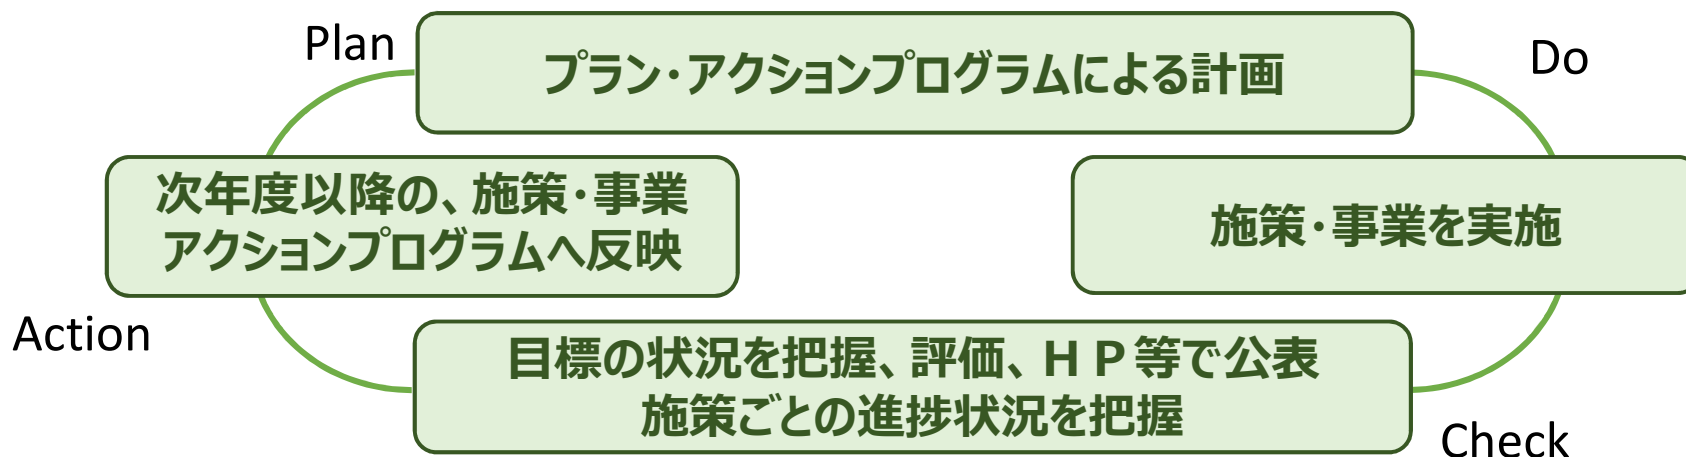 Plan
プラン・アクションプログラムによる計画
Do
次年度以降の、施策・事業
アクションプログラムへ反映
施策・事業を実施
Action
目標の状況を把握、評価、ＨＰ等で公表
施策ごとの進捗状況を把握
Check